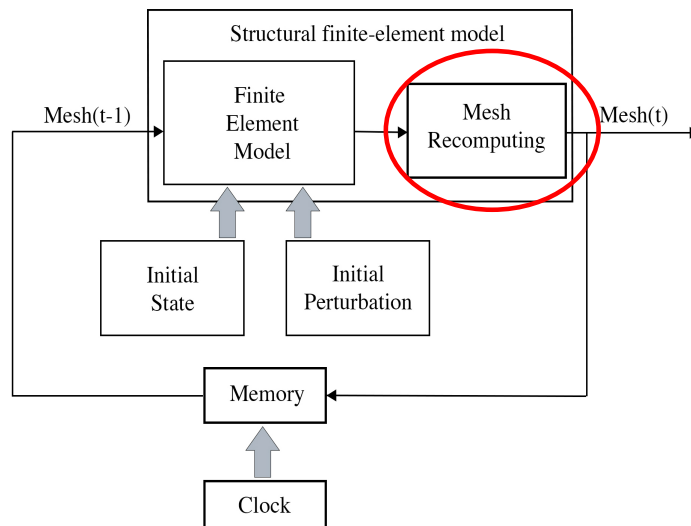 Structural finite-element model
Finite
Element
Model
Mesh
Recomputing
Mesh(t-1)
Mesh(t)
Initial
State
Initial
Perturbation
Memory
Clock